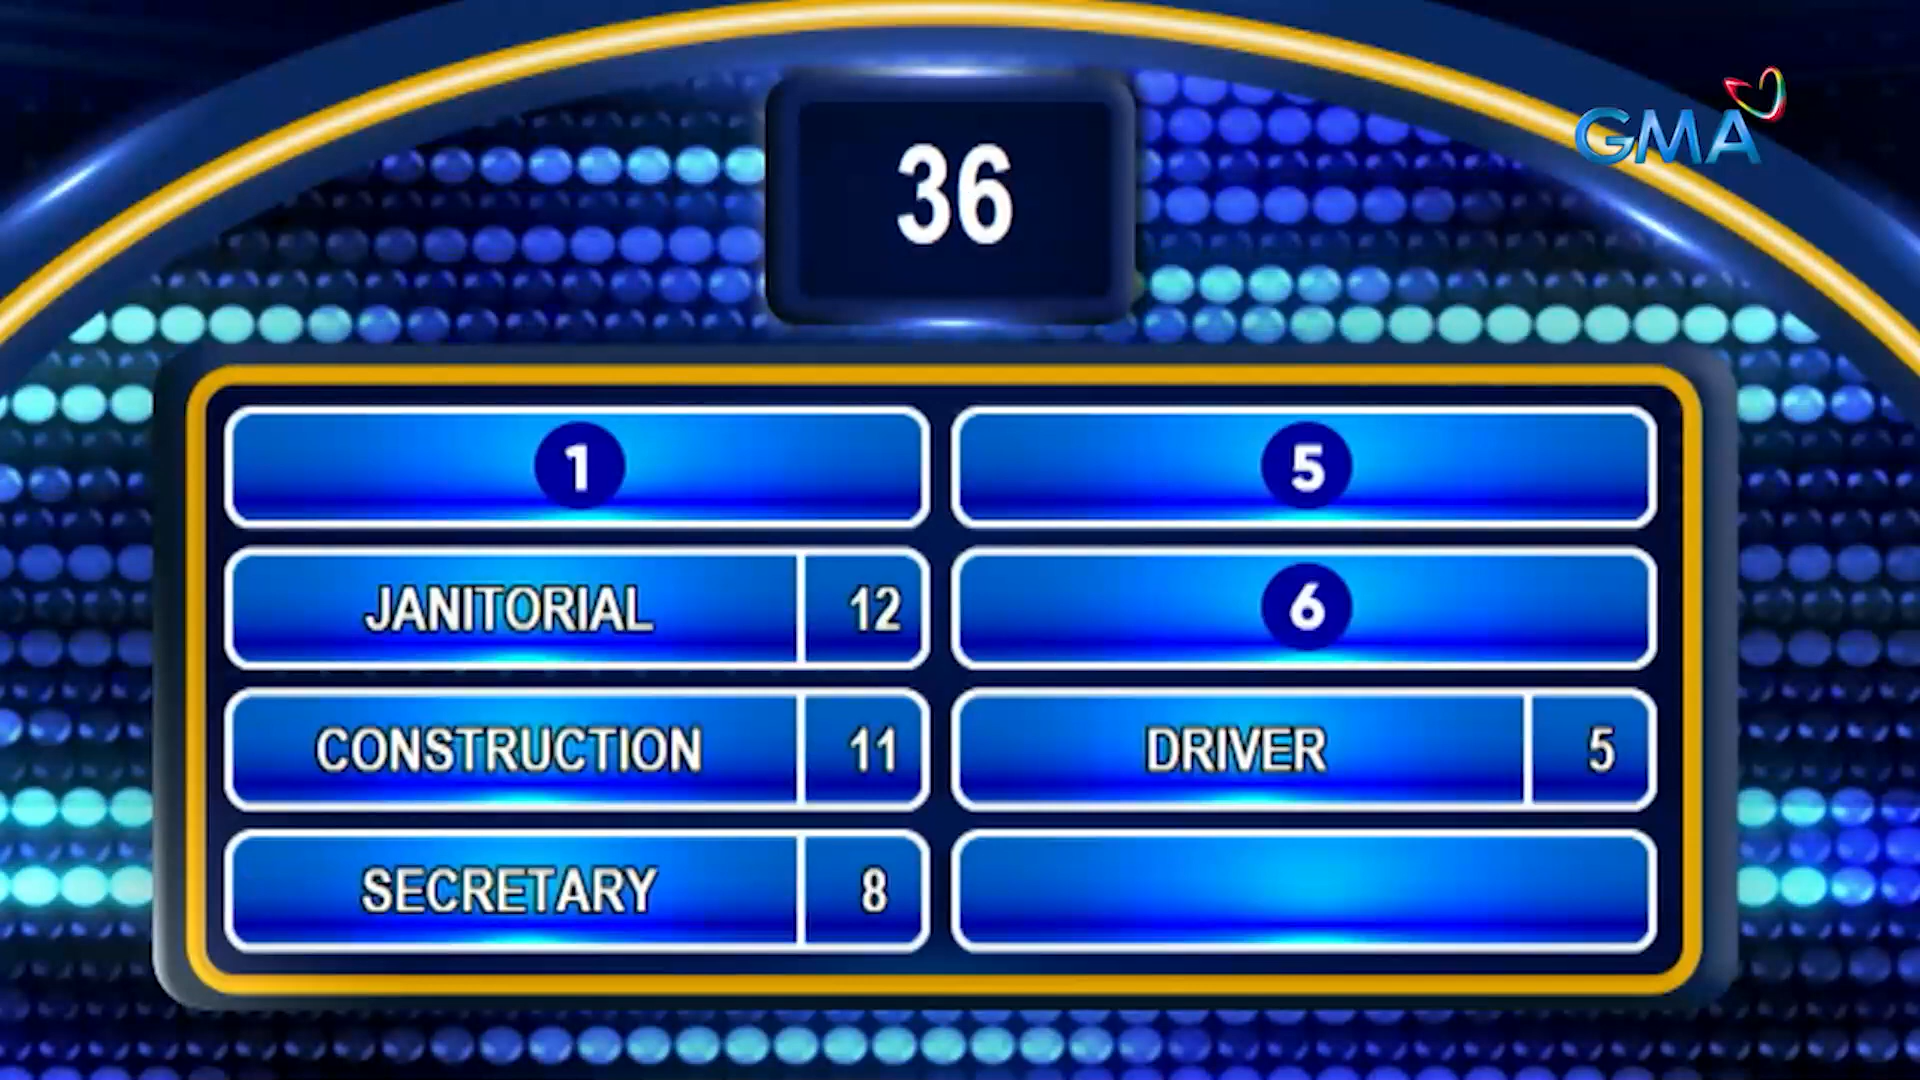 GMA
36
1
JANITORIAL 12
CONSTRUCTION 11
SECRETARY 8
5
6
DRIVER 5